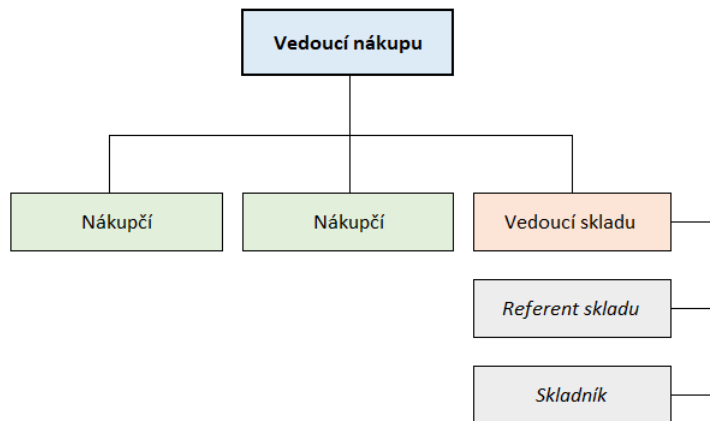 Vedoucí nákupu
Nákupčí
Nákupčí
Vedoucí skladu
Referent skladu
Skladník